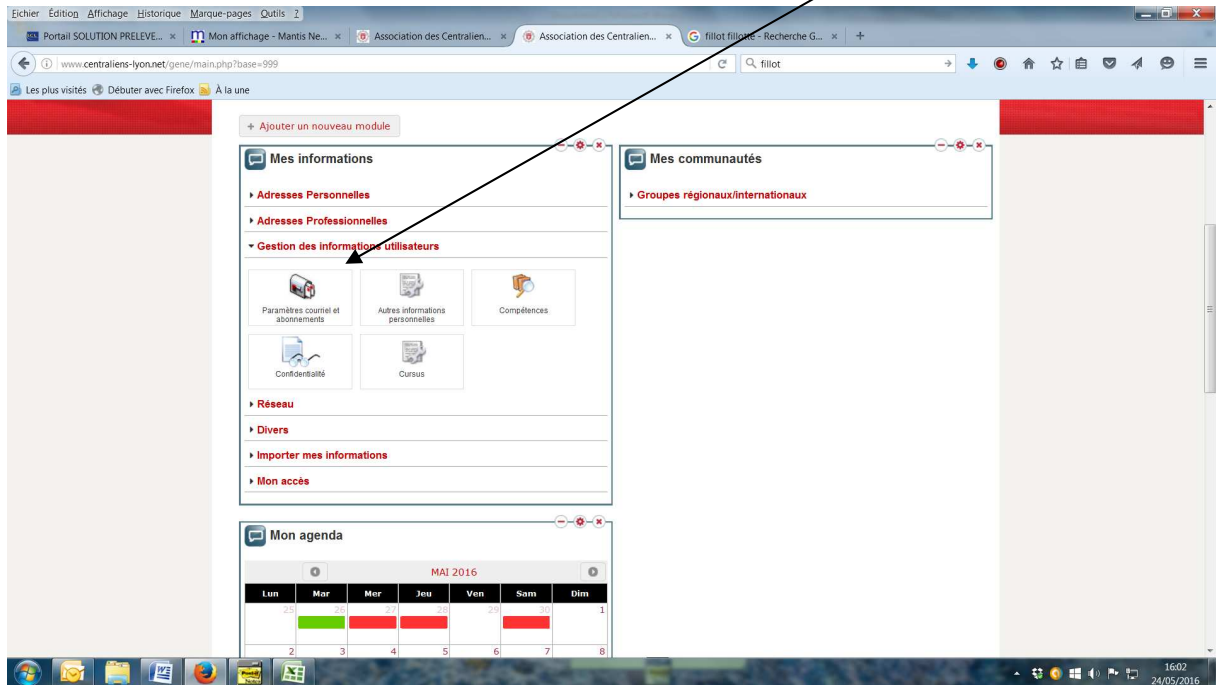 Eichier Édition Affichage Historique Marque-pages Outils ?
Portail SOLUTION PRELEVE... × Mon affichage - Mantis Ne... × Association des Centralien... × Association des Centralien... × fillot fillotte - Recherche G... × +
www.centraliens-lyon.net/gene/main.php?base=999 fillot
Les plus visités Débuter avec Firefox À la une
+ Ajouter un nouveau module
Mes informations
Adresses Personnelles
Adresses Professionnelles
Gestion des informations utilisateurs
Paramètres courriel et abonnements
Autres informations personnelles
Compétences
Confidentialité
Cursus
Réseau
Divers
Importer mes informations
Mon accès
Mes communautés
Groupes régionaux/internationaux
Mon agenda
MAI 2016
Lun Mar Mer Jeu Ven Sam Dim
25 26 27 28 29 30 1
2 3 4 5 6 7 8
16:02
24/05/2016